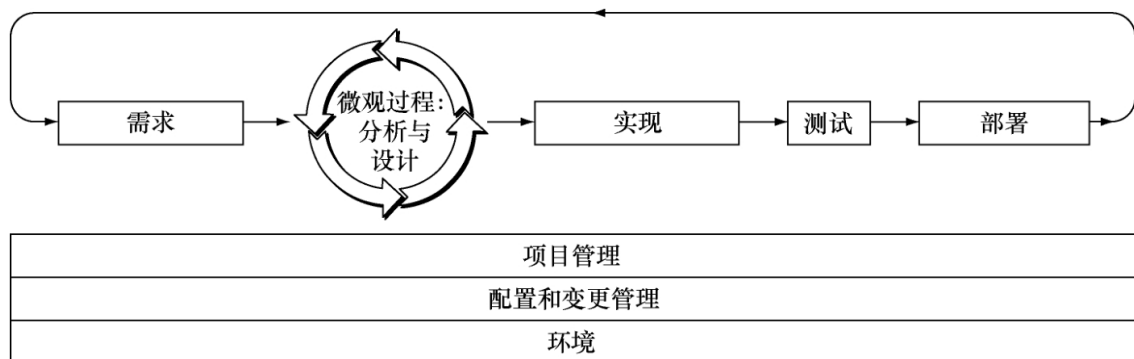 需求
微观过程:
分析与
设计
实现
测试
部署
项目管理
配置和变更管理
环境